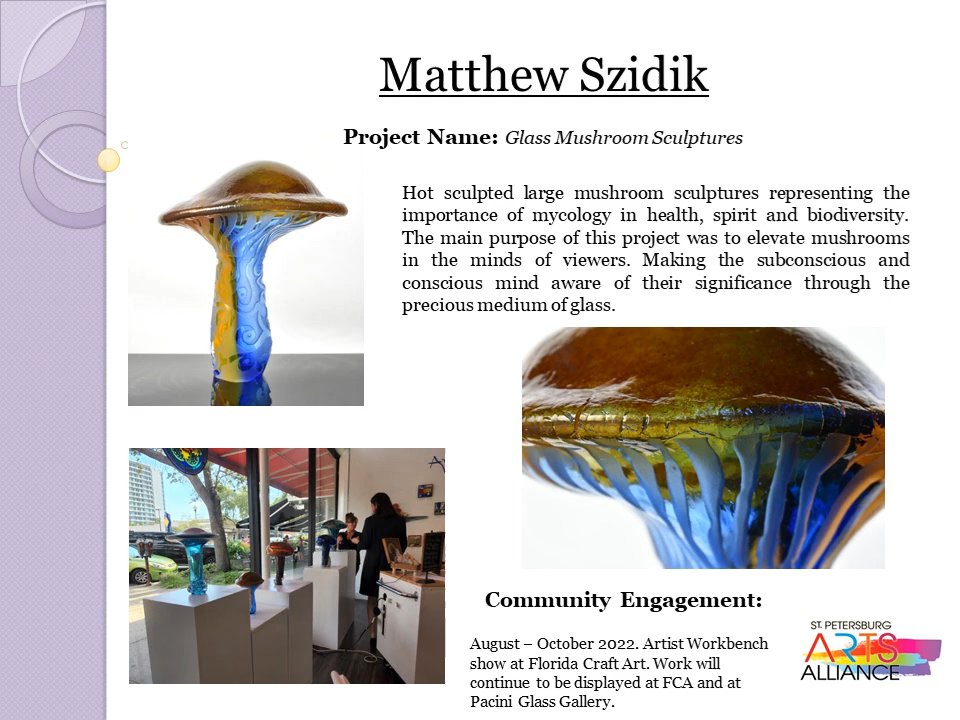 Matthew Szidik
Project Name: Glass Mushroom Sculptures
Hot sculpted large mushroom sculptures representing the
importance of mycology in health, spirit and biodiversity.
The main purpose of this project was to elevate mushrooms
in the minds of viewers. Making the subconscious and
conscious mind aware of their significance through the
precious medium of glass.
Community Engagement:
August – October 2022. Artist Workbench
show at Florida Craft Art. Work will
continue to be displayed at FCA and at
Pacini Glass Gallery.
ST. PETERSBURG
ARTS
ALLIANCE